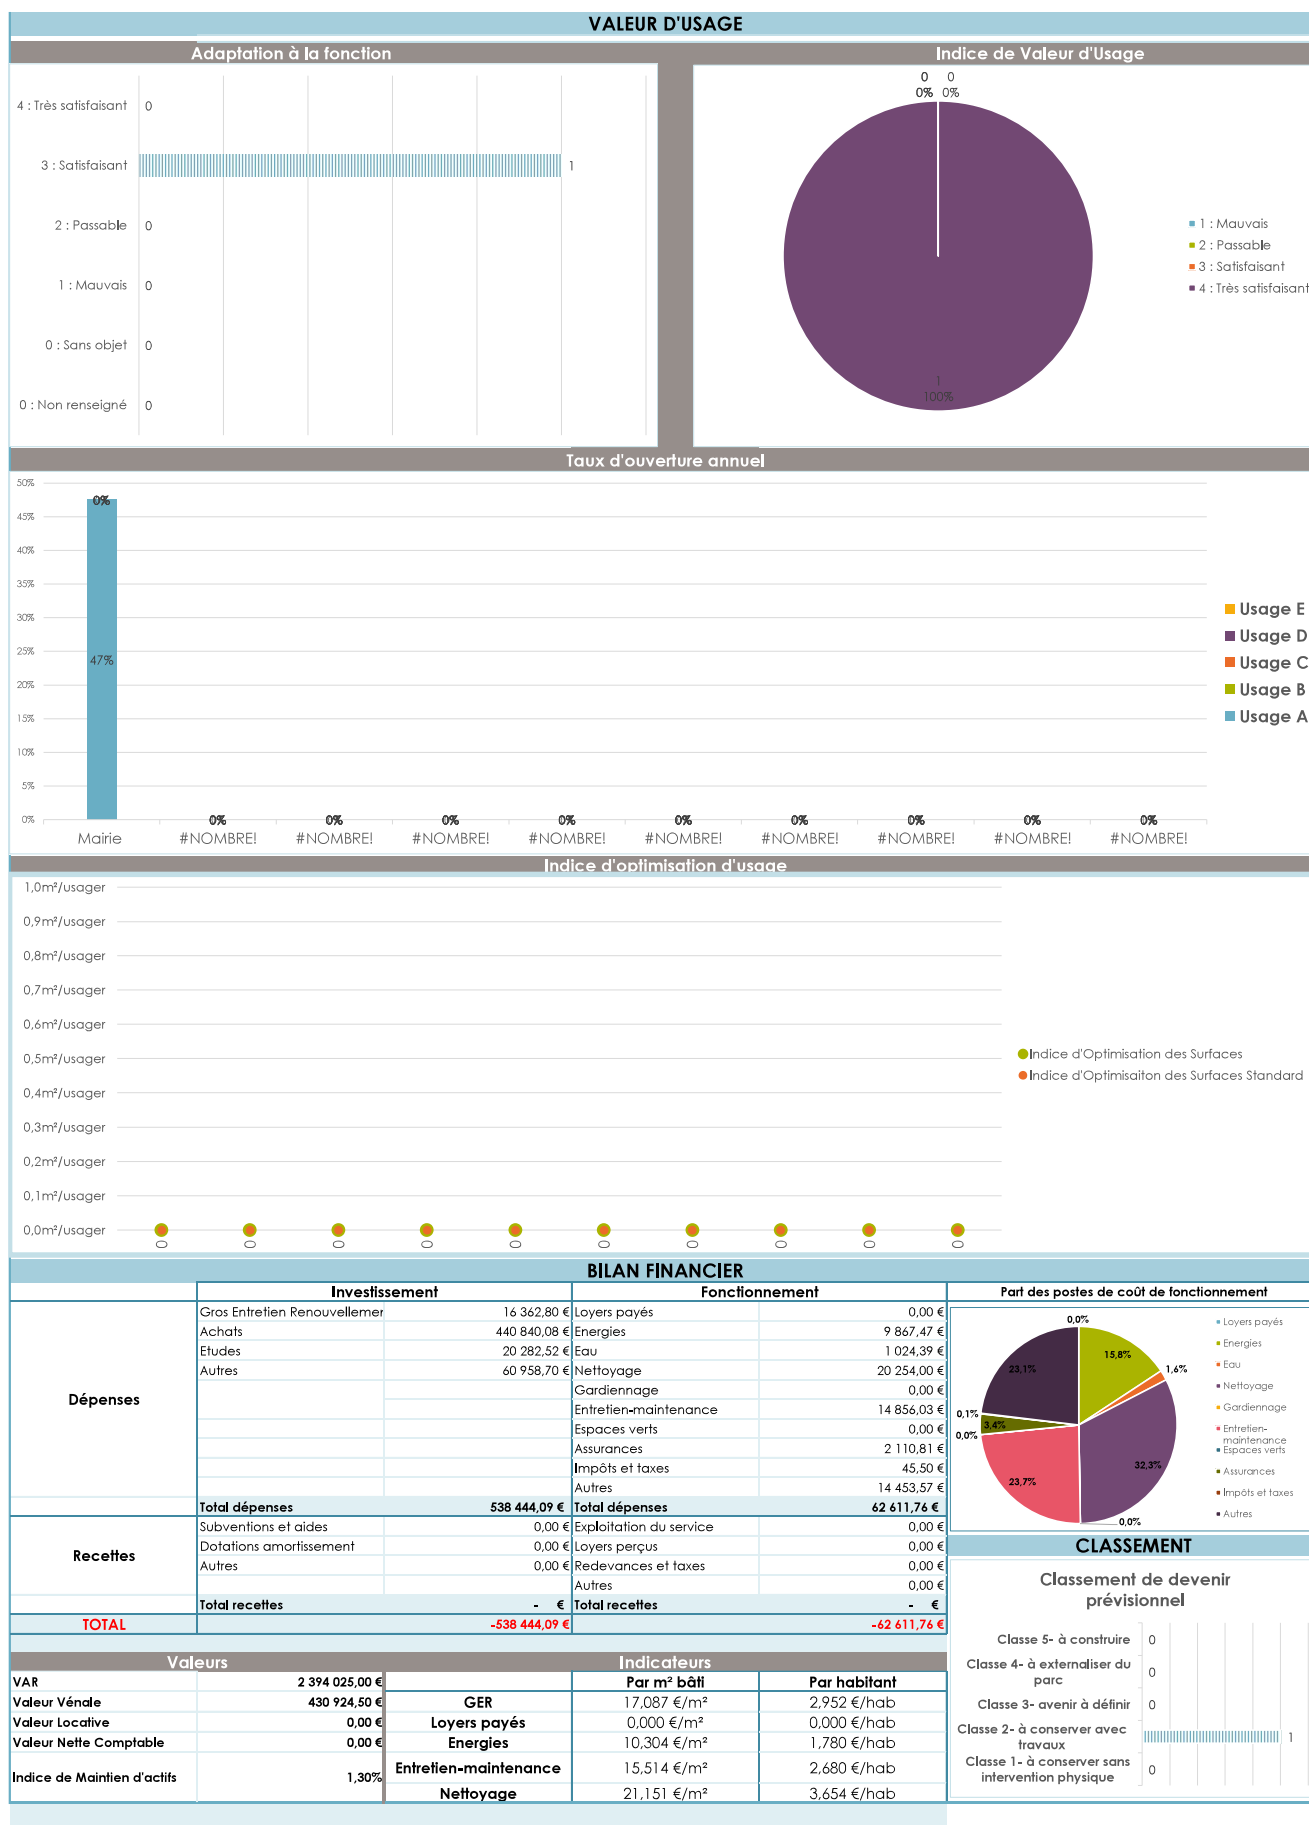 VALEUR D'USAGE
Adaptation à la fonction
4 : Très satisfaisant 0
3 : Satisfaisant 1
2 : Passable 0
1 : Mauvais 0
0 : Sans objet 0
0 : Non renseigné 0
Indice de Valeur d'Usage
0 0
0% 0%
1
100%
1 : Mauvais
2 : Passable
3 : Satisfaisant
4 : Très satisfaisant
Taux d'ouverture annuel
50%
45%
40%
35%
30%
25%
20%
15%
10%
5%
0%
0%
47%
0% 0% 0% 0% 0% 0% 0% 0% 0%
Mairie #NOMBRE! #NOMBRE! #NOMBRE! #NOMBRE! #NOMBRE! #NOMBRE! #NOMBRE! #NOMBRE! #NOMBRE!
Usage E
Usage D
Usage C
Usage B
Usage A
Indice d'optimisation d'usage
1,0m²/usager
0,9m²/usager
0,8m²/usager
0,7m²/usager
0,6m²/usager
0,5m²/usager
0,4m²/usager
0,3m²/usager
0,2m²/usager
0,1m²/usager
0,0m²/usager
0 0 0 0 0 0 0 0 0 0
Indice d'Optimisation des Surfaces
Indice d'Optimisaiton des Surfaces Standard
BILAN FINANCIER
Investissement Fonctionnement
Dépenses
Gros Entretien Renouvellemer 16 362,80 € Loyers payés 0,00 €
Achats 440 840,08 € Energies 9 867,47 €
Etudes 20 282,52 € Eau 1 024,39 €
Autres 60 958,70 € Nettoyage 20 254,00 €
Gardiennage 0,00 €
Entretien-maintenance 14 856,03 €
Espaces verts 0,00 €
Assurances 2 110,81 €
Impôts et taxes 45,50 €
Autres 14 453,57 €
Total dépenses 538 444,09 € Total dépenses 62 611,76 €
Recettes
Subventions et aides 0,00 € Exploitation du service 0,00 €
Dotations amortissement 0,00 € Loyers perçus 0,00 €
Autres 0,00 € Redevances et taxes 0,00 €
Autres 0,00 €
Total recettes - € Total recettes - €
TOTAL -538 444,09 € -62 611,76 €
Part des postes de coût de fonctionnement
0,0%
15,8%
1,6%
32,3%
0,0%
23,7%
0,0%
3,4%
0,1%
23,1%
Loyers payés
Energies
Eau
Nettoyage
Gardiennage
Entretien-
maintenance
Espaces verts
Assurances
Impôts et taxes
Autres
CLASSEMENT
Classement de devenir
prévisionnel
Classe 5- à construire 0
Classe 4- à externaliser du
parc 0
Classe 3- avenir à définir 0
Classe 2- à conserver avec
travaux 1
Classe 1- à conserver sans
intervention physique 0
Valeurs
VAR 2 394 025,00 €
Valeur Vénale 430 924,50 €
Valeur Locative 0,00 €
Valeur Nette Comptable 0,00 €
Indice de Maintien d'actifs 1,30%
Indicateurs
Par m² bâti Par habitant
GER 17,087 €/m² 2,952 €/hab
Loyers payés 0,000 €/m² 0,000 €/hab
Energies 10,304 €/m² 1,780 €/hab
Entretien-maintenance 15,514 €/m² 2,680 €/hab
Nettoyage 21,151 €/m² 3,654 €/hab